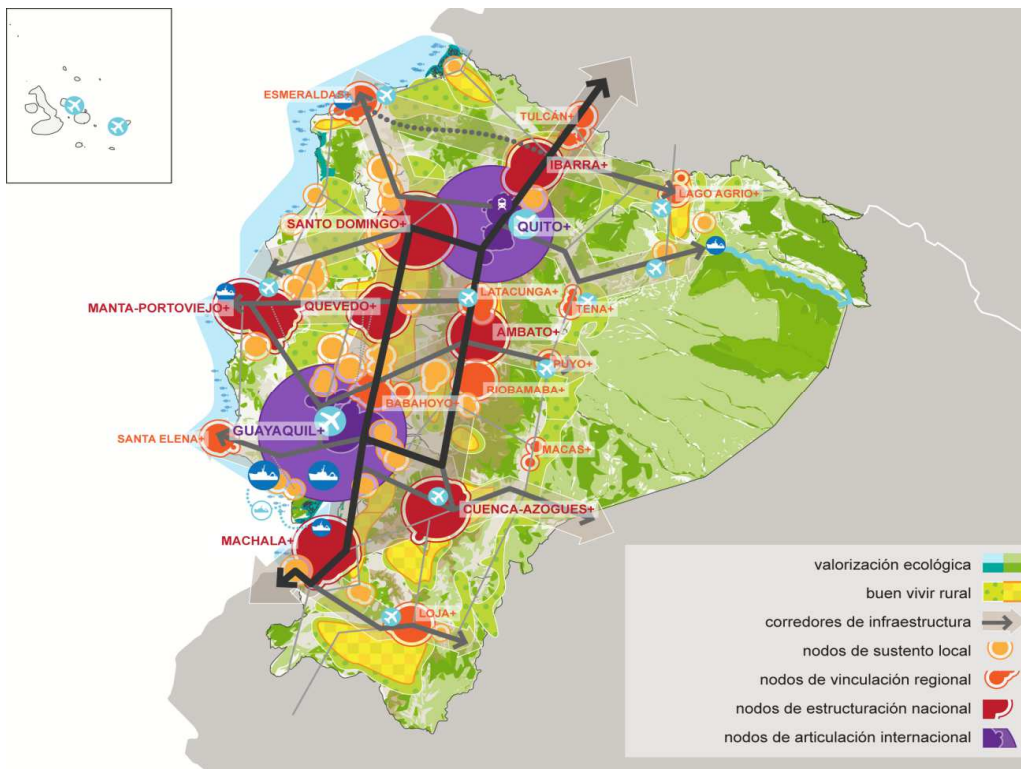 ESMERALDAS+
TULCÁN+
IBARRA+
LAGO AGRIO+
SANTO DOMINGO+
QUITO+
MANTA-PORTOVIEJO+
QUEVEDO+
LATACUNGA+
TENA+
AMBATO+
PUYO+
RIOBAMABA+
BABAHOYO+
GUAYAQUIL+
SANTA ELENA+
MACAS+
CUENCA-AZOGUES+
MACHALA+
LOJA+
valorización ecológica
buen vivir rural
corredores de infraestructura
nodos de sustento local
nodos de vinculación regional
nodos de estructuración nacional
nodos de articulación internacional